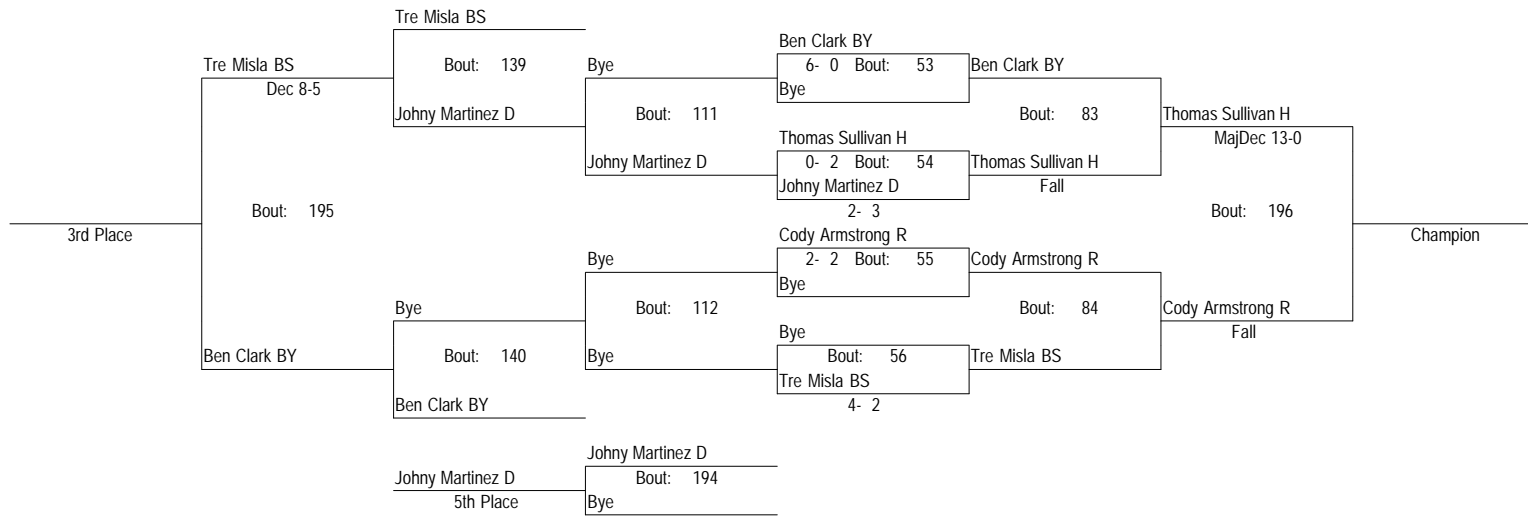 Tre Misla BS
Ben Clark BY
Tre Misla BS Bout: 139 Bye 6- 0 Bout: 53 Ben Clark BY
Dec 8-5 Bye
Johny Martinez D Bout: 111 Bout: 83 Thomas Sullivan H
Thomas Sullivan H MajDec 13-0
Johny Martinez D 0- 2 Bout: 54 Thomas Sullivan H
Johny Martinez D Fall
Bout: 195 2- 3 Bout: 196
3rd Place Cody Armstrong R Champion
Bye 2- 2 Bout: 55 Cody Armstrong R
Bye
Bye Bout: 112 Bout: 84 Cody Armstrong R
Bye Fall
Ben Clark BY Bout: 140 Bye Bout: 56 Tre Misla BS
Tre Misla BS
Ben Clark BY 4- 2
Johny Martinez D
Johny Martinez D Bout: 194
5th Place Bye